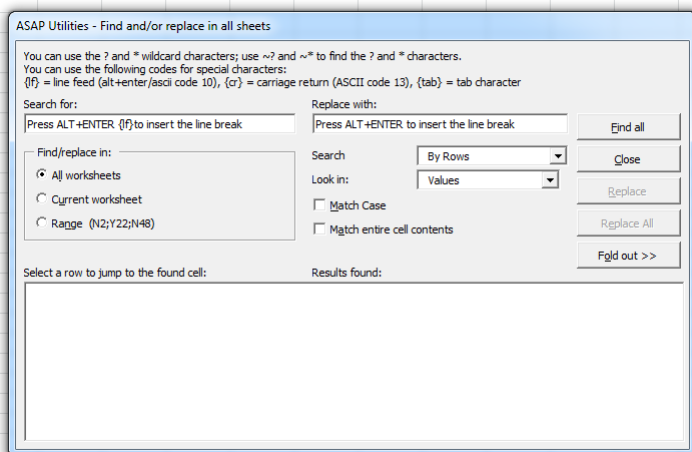 ASAP Utilities - Find and/or replace in all sheets
You can use the ? and * wildcard characters; use ~? and ~* to find the ? and * characters.
You can use the following codes for special characters:
{lf} = line feed (alt+enter/ascii code 10), {cr} = carriage return (ASCII code 13), {tab} = tab character
Search for:
Replace with:
Press ALT+ENTER {lf}to insert the line break
Press ALT+ENTER to insert the line break
Find all
Find/replace in:
Search
By Rows
Close
All worksheets
Look in:
Values
Current worksheet
Match Case
Replace
Range (N2;Y22;N48)
Match entire cell contents
Replace All
Fold out >>
Select a row to jump to the found cell:
Results found: